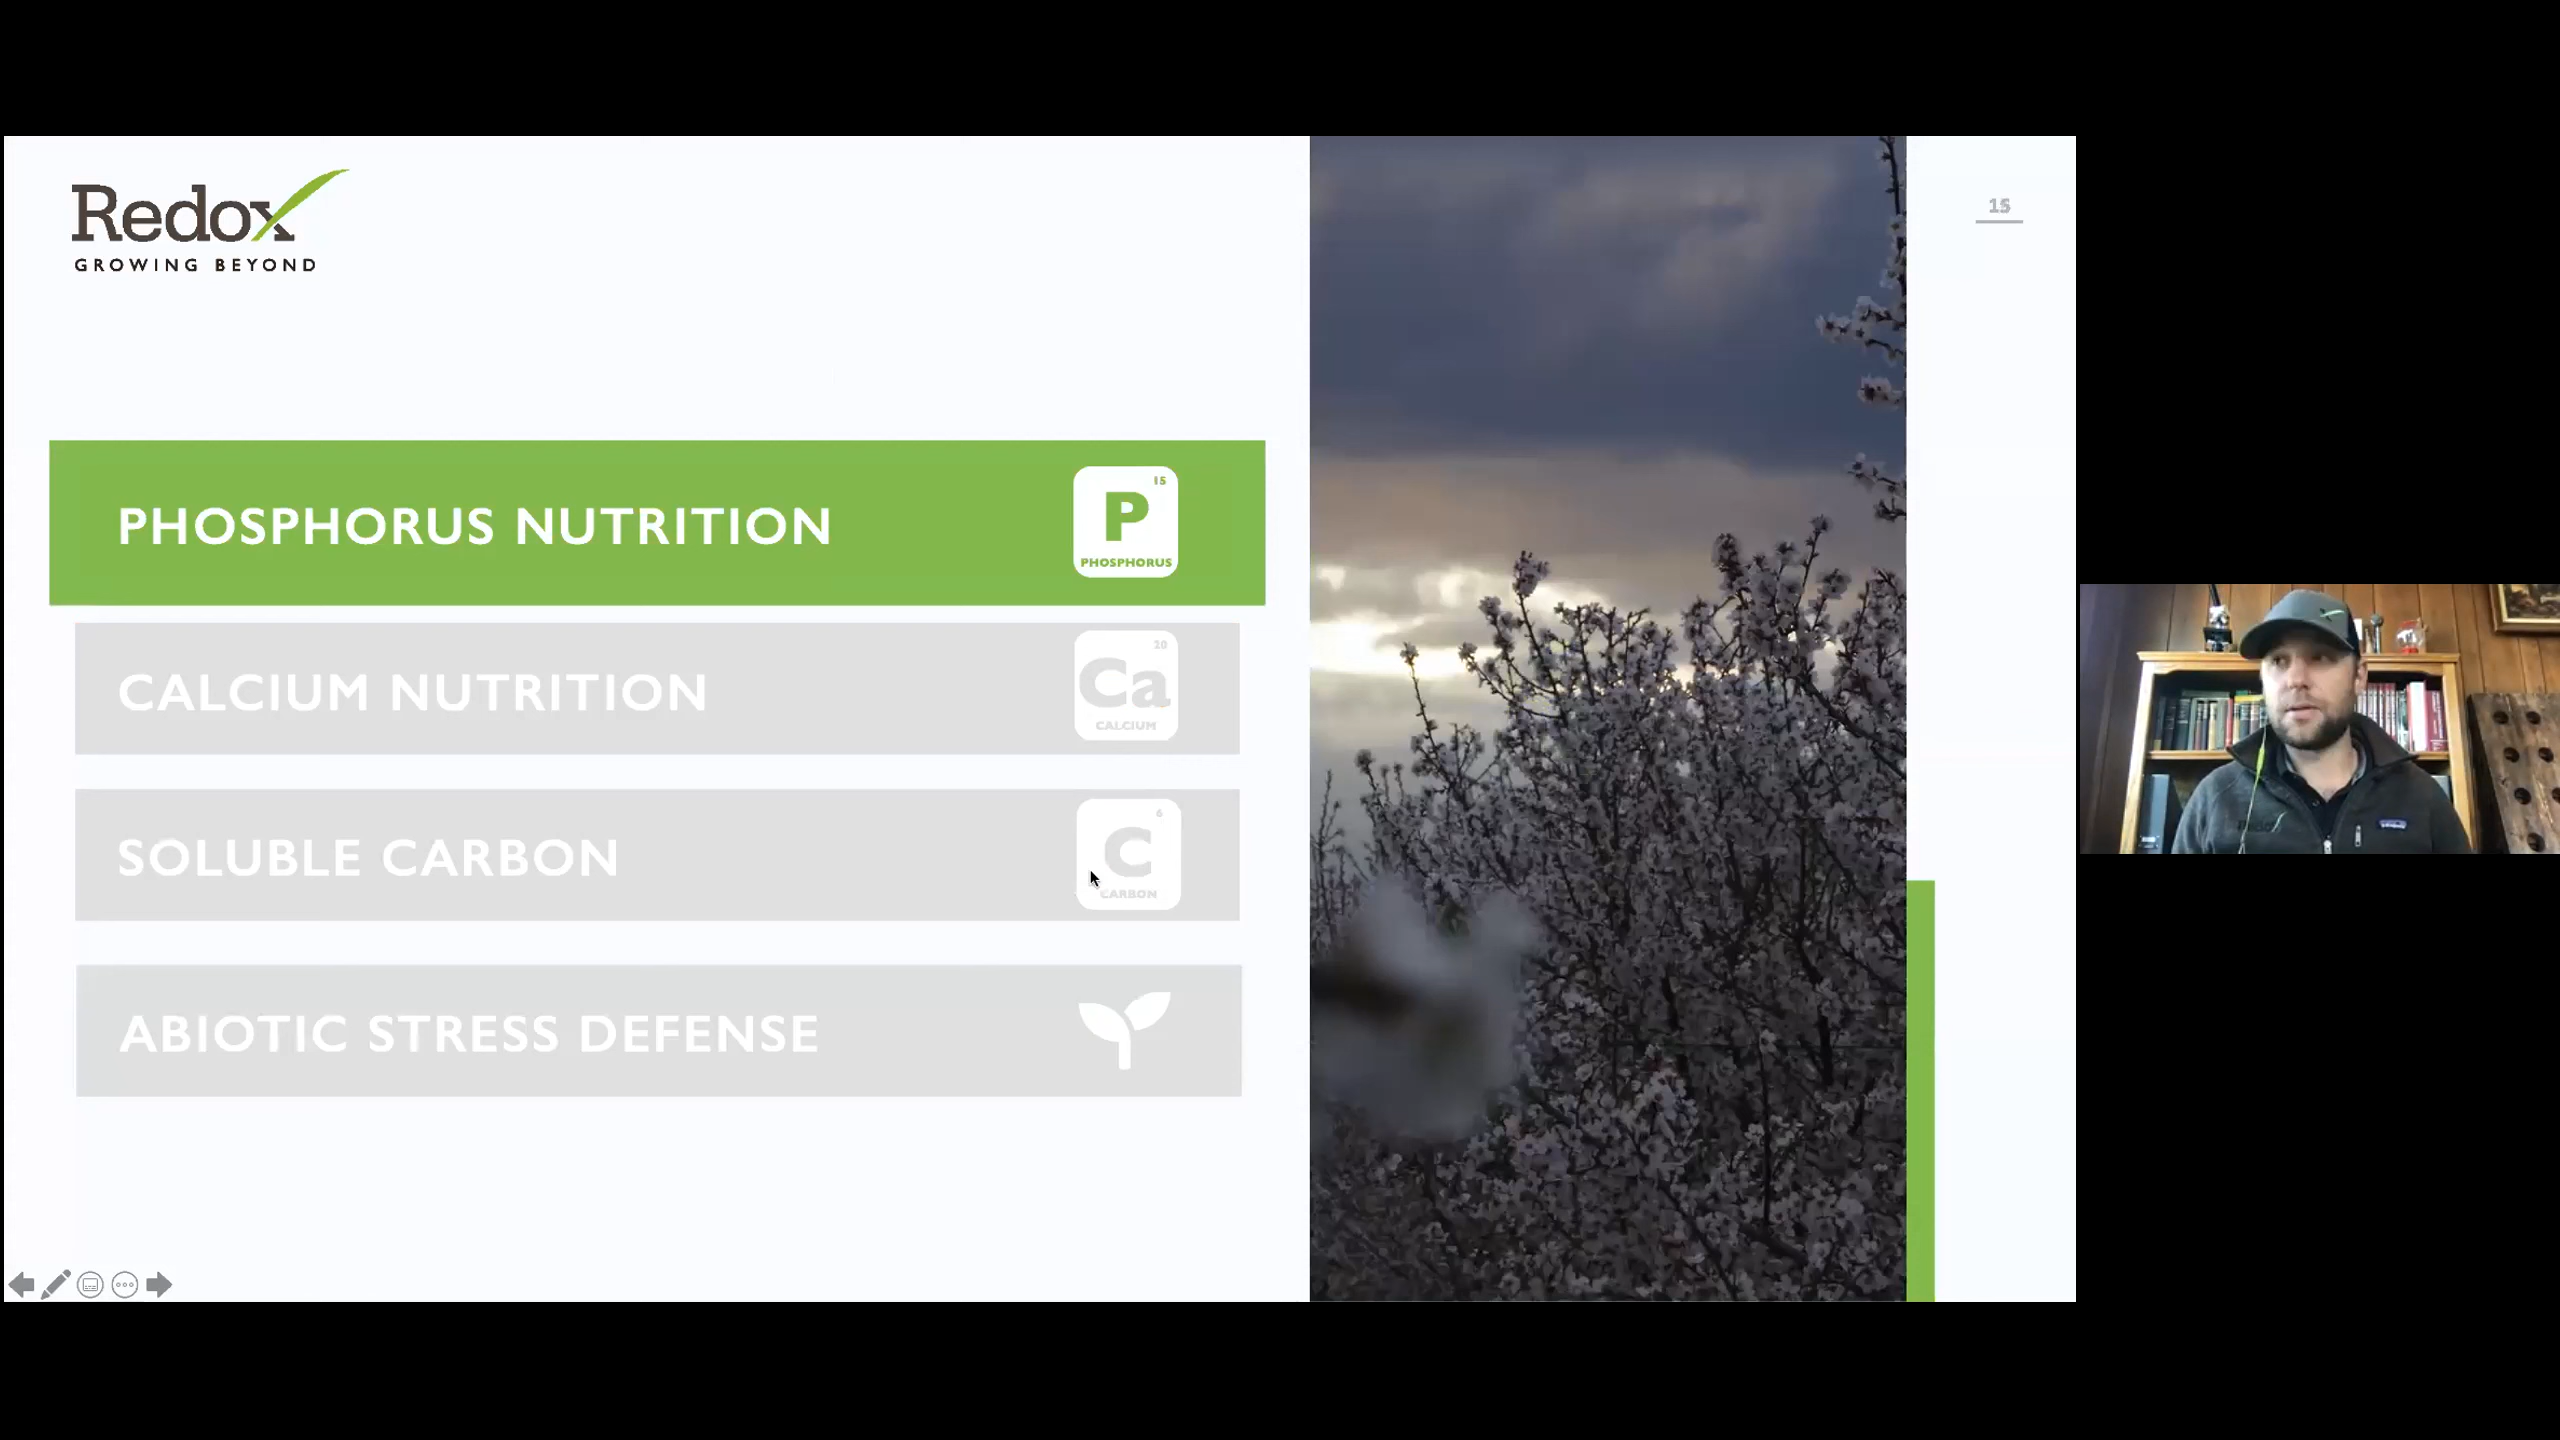 Redox
GROWING BEYOND
15
PHOSPHORUS NUTRITION
15
P
PHOSPHORUS
CALCIUM NUTRITION
20
Ca
CALCIUM
SOLUBLE CARBON
6
C
CARBON
ABIOTIC STRESS DEFENSE